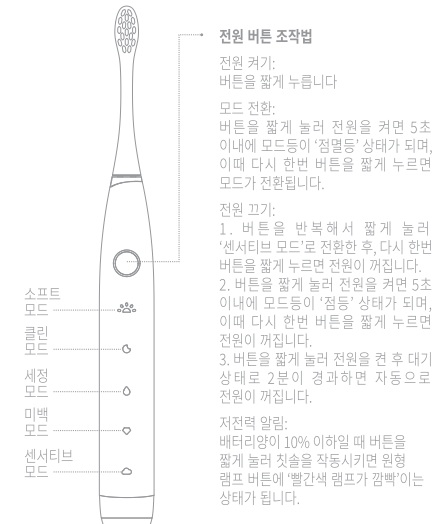 전원 버튼 조작법
전원 켜기:
버튼을 짧게 누릅니다
모드 전환:
버튼을 짧게 눌러 전원을 켜면 5초
이내에 모드등이 ‘점멸등’ 상태가 되며,
이때 다시 한번 버튼을 짧게 누르면
모드가 전환됩니다.
전원 끄기:
1. 버튼을 반복해서 짧게 눌러
‘센서티브 모드’로 전환한 후, 다시 한번
버튼을 짧게 누르면 전원이 꺼집니다.
2. 버튼을 짧게 눌러 전원을 켜면 5초
이내에 모드등이 ‘점등’ 상태가 되며,
이때 다시 한번 버튼을 짧게 누르면
전원이 꺼집니다.
3. 버튼을 짧게 눌러 전원을 켠 후 대기
상태로 2분이 경과하면 자동으로
전원이 꺼집니다.
저전력 알림:
배터리양이 10% 이하일 때 버튼을
짧게 눌러 칫솔을 작동시키면 원형
램프 버튼에 ‘빨간색 램프가 깜빡’이는
상태가 됩니다.
소프트
모드
클린
모드
세정
모드
미백
모드
센서티브
모드